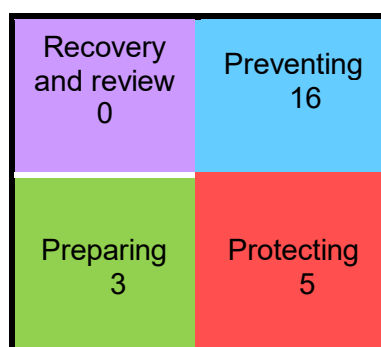 Recovery
and review
0
Preventing
16
Preparing
3
Protecting
5